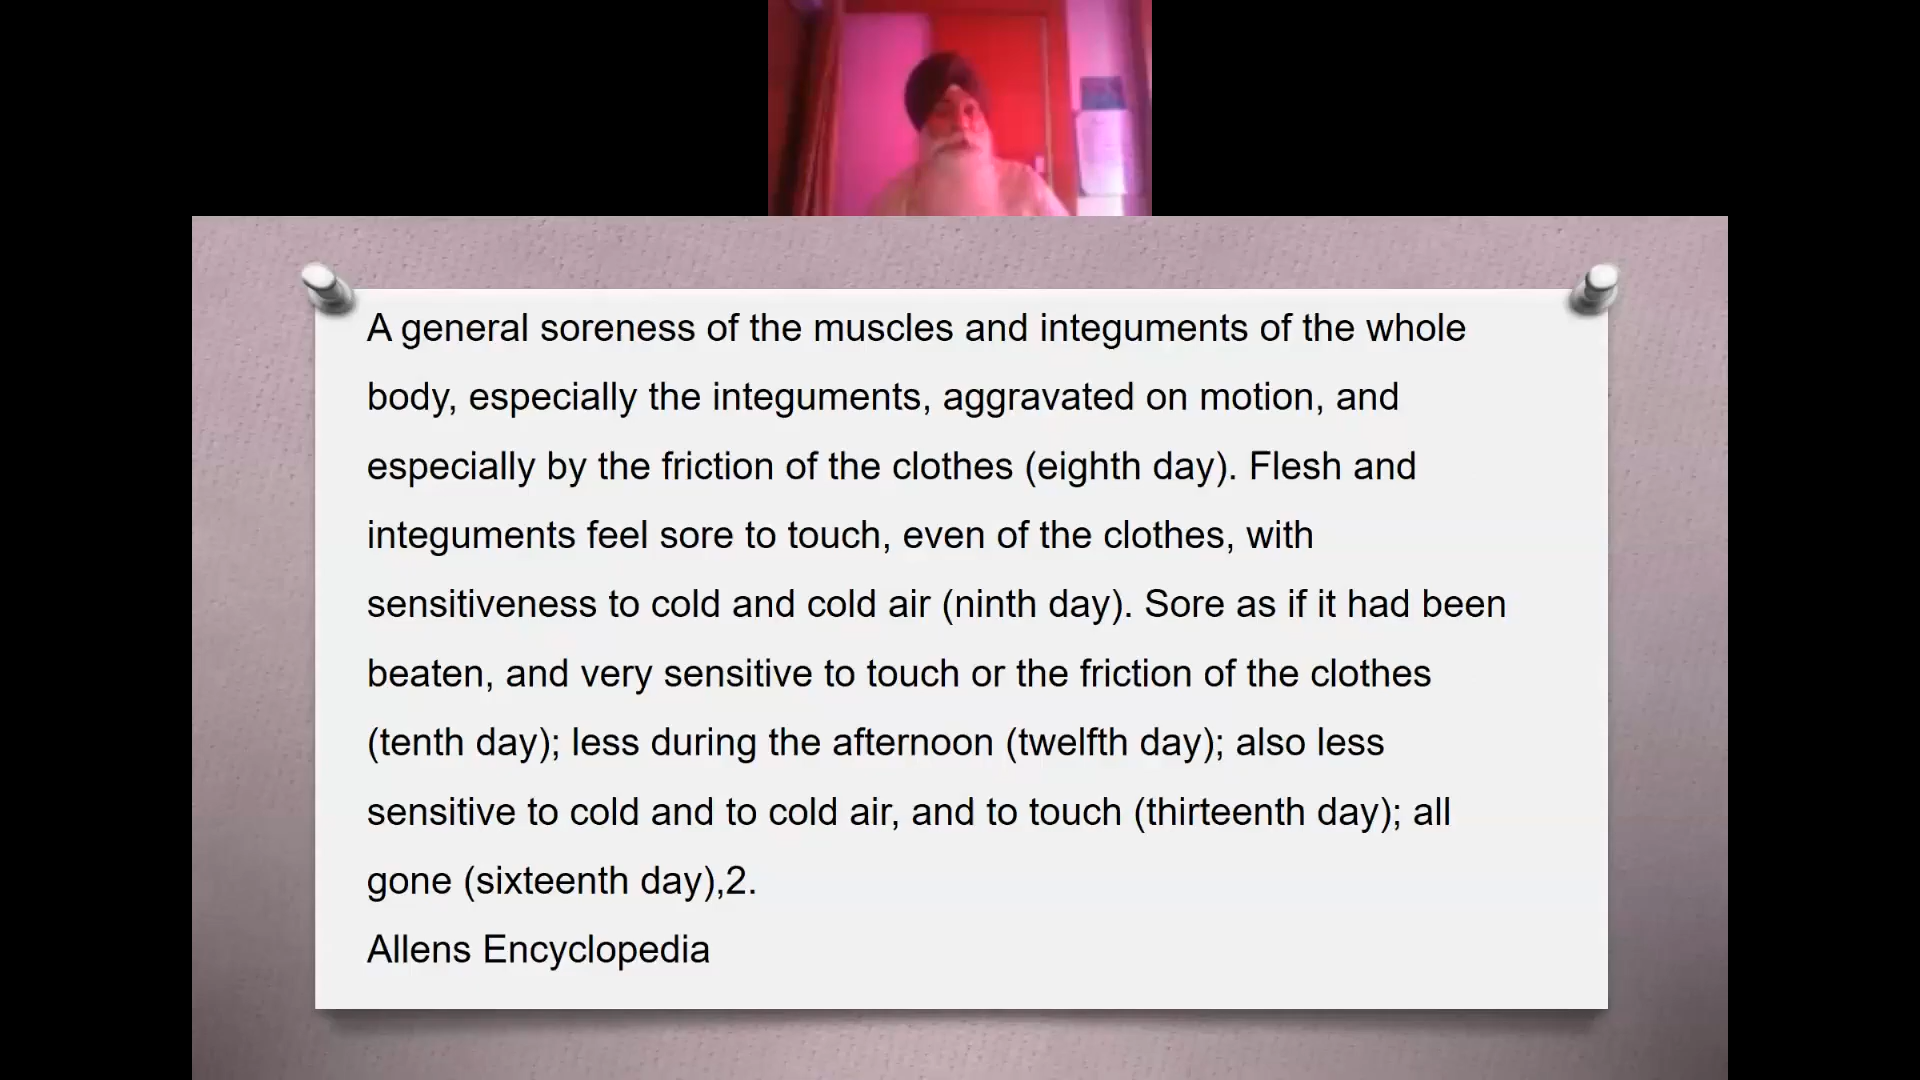 A general soreness of the muscles and integuments of the whole
body, especially the integuments, aggravated on motion, and
especially by the friction of the clothes (eighth day). Flesh and
integuments feel sore to touch, even of the clothes, with
sensitiveness to cold and cold air (ninth day). Sore as if it had been
beaten, and very sensitive to touch or the friction of the clothes
(tenth day); less during the afternoon (twelfth day); also less
sensitive to cold and to cold air, and to touch (thirteenth day); all
gone (sixteenth day),2.
Allens Encyclopedia